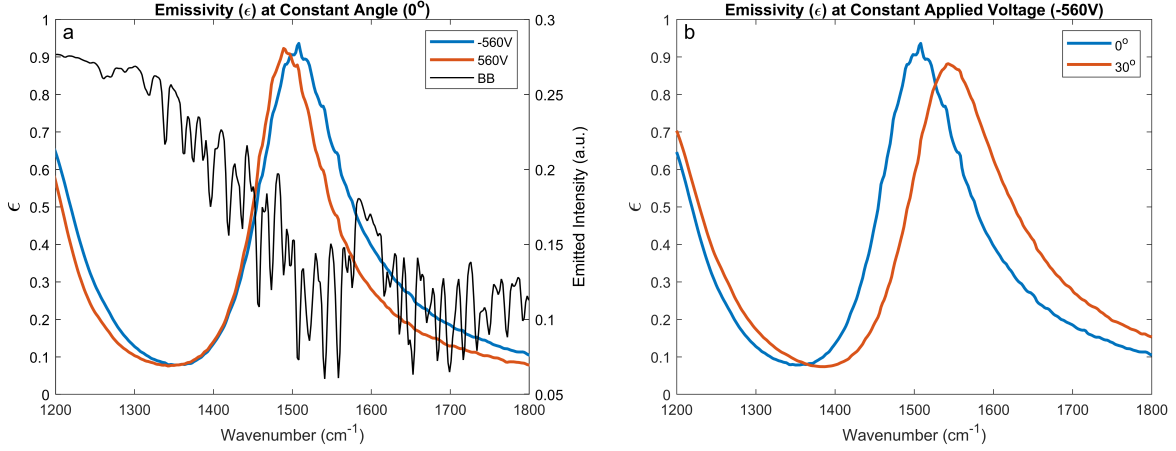 Emissivity (ϵ) at Constant Angle (0°)
a
-560V
560V
BB
1
0.9
0.8
0.7
0.6
0.5
0.4
0.3
0.2
0.1
0
ϵ
0.3
0.25
0.2
0.15
0.1
0.05
Emitted Intensity (a.u.)
1200 1300 1400 1500 1600 1700 1800
Wavenumber (cm⁻¹)
Emissivity (ϵ) at Constant Applied Voltage (-560V)
b
0°
30°
1
0.9
0.8
0.7
0.6
0.5
0.4
0.3
0.2
0.1
0
ϵ
1200 1300 1400 1500 1600 1700 1800
Wavenumber (cm⁻¹)